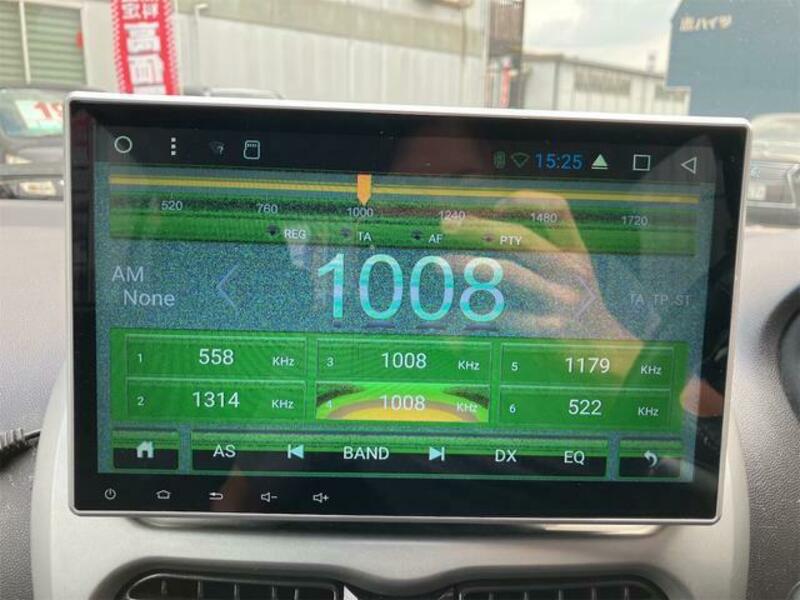 高価
15:25
520 760 1000 1240 1480 1720
REG TA AF PTY
AM
None
1008
TA TP ST
1 558 KHz
3 1008 KHz
5 1179 KHz
2 1314 KHz
4 1008 KHz
6 522 KHz
AS BAND DX EQ